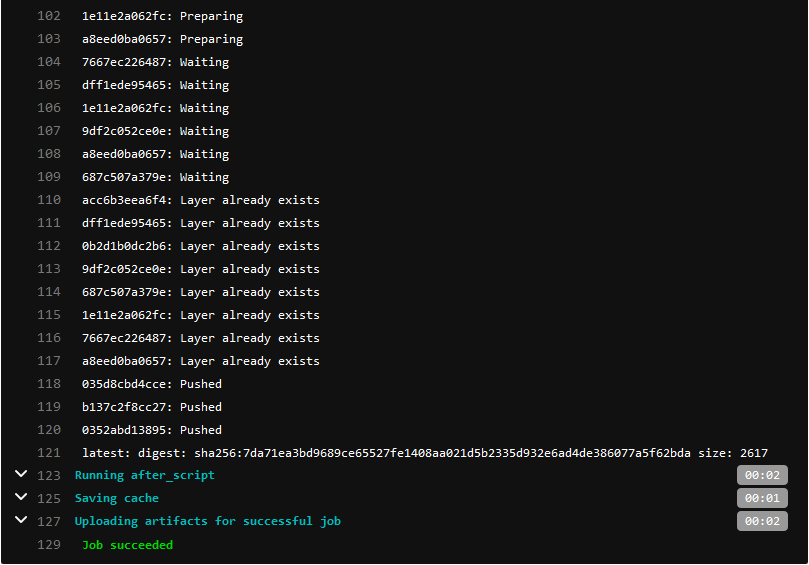 102 1e11e2a062fc: Preparing
103 a8eed0ba0657: Preparing
104 7667ec226487: Waiting
105 dff1ede95465: Waiting
106 1e11e2a062fc: Waiting
107 9df2c052ce0e: Waiting
108 a8eed0ba0657: Waiting
109 687c507a379e: Waiting
110 acc6b3eea6f4: Layer already exists
111 dff1ede95465: Layer already exists
112 0b2d1b0dc2b6: Layer already exists
113 9df2c052ce0e: Layer already exists
114 687c507a379e: Layer already exists
115 1e11e2a062fc: Layer already exists
116 7667ec226487: Layer already exists
117 a8eed0ba0657: Layer already exists
118 035d8cbd4cce: Pushed
119 b137c2f8cc27: Pushed
120 0352abd13895: Pushed
121 latest: digest: sha256:7da71ea3bd9689ce65527fe1408aa021d5b2335d932e6ad4de386077a5f62bda size: 2617
123 Running after_script 00:02
125 Saving cache 00:01
127 Uploading artifacts for successful job 00:02
129 Job succeeded